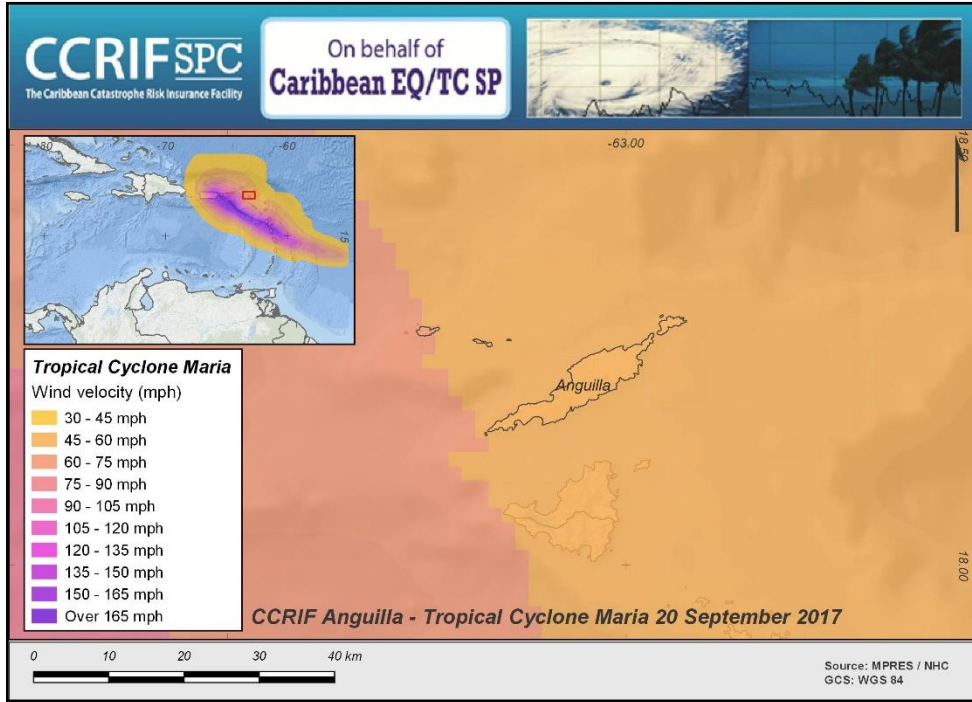 CCRIF SPC
The Caribbean Catastrophe Risk Insurance Facility
On behalf of
Caribbean EQ/TC SP
-80
-70
-60
15
-63.00
18.50
Anguilla
18.00
Tropical Cyclone Maria
Wind velocity (mph)
30 - 45 mph
45 - 60 mph
60 - 75 mph
75 - 90 mph
90 - 105 mph
105 - 120 mph
120 - 135 mph
135 - 150 mph
150 - 165 mph
Over 165 mph
CCRIF Anguilla - Tropical Cyclone Maria 20 September 2017
0 10 20 30 40 km
Source: MPRES / NHC
GCS: WGS 84